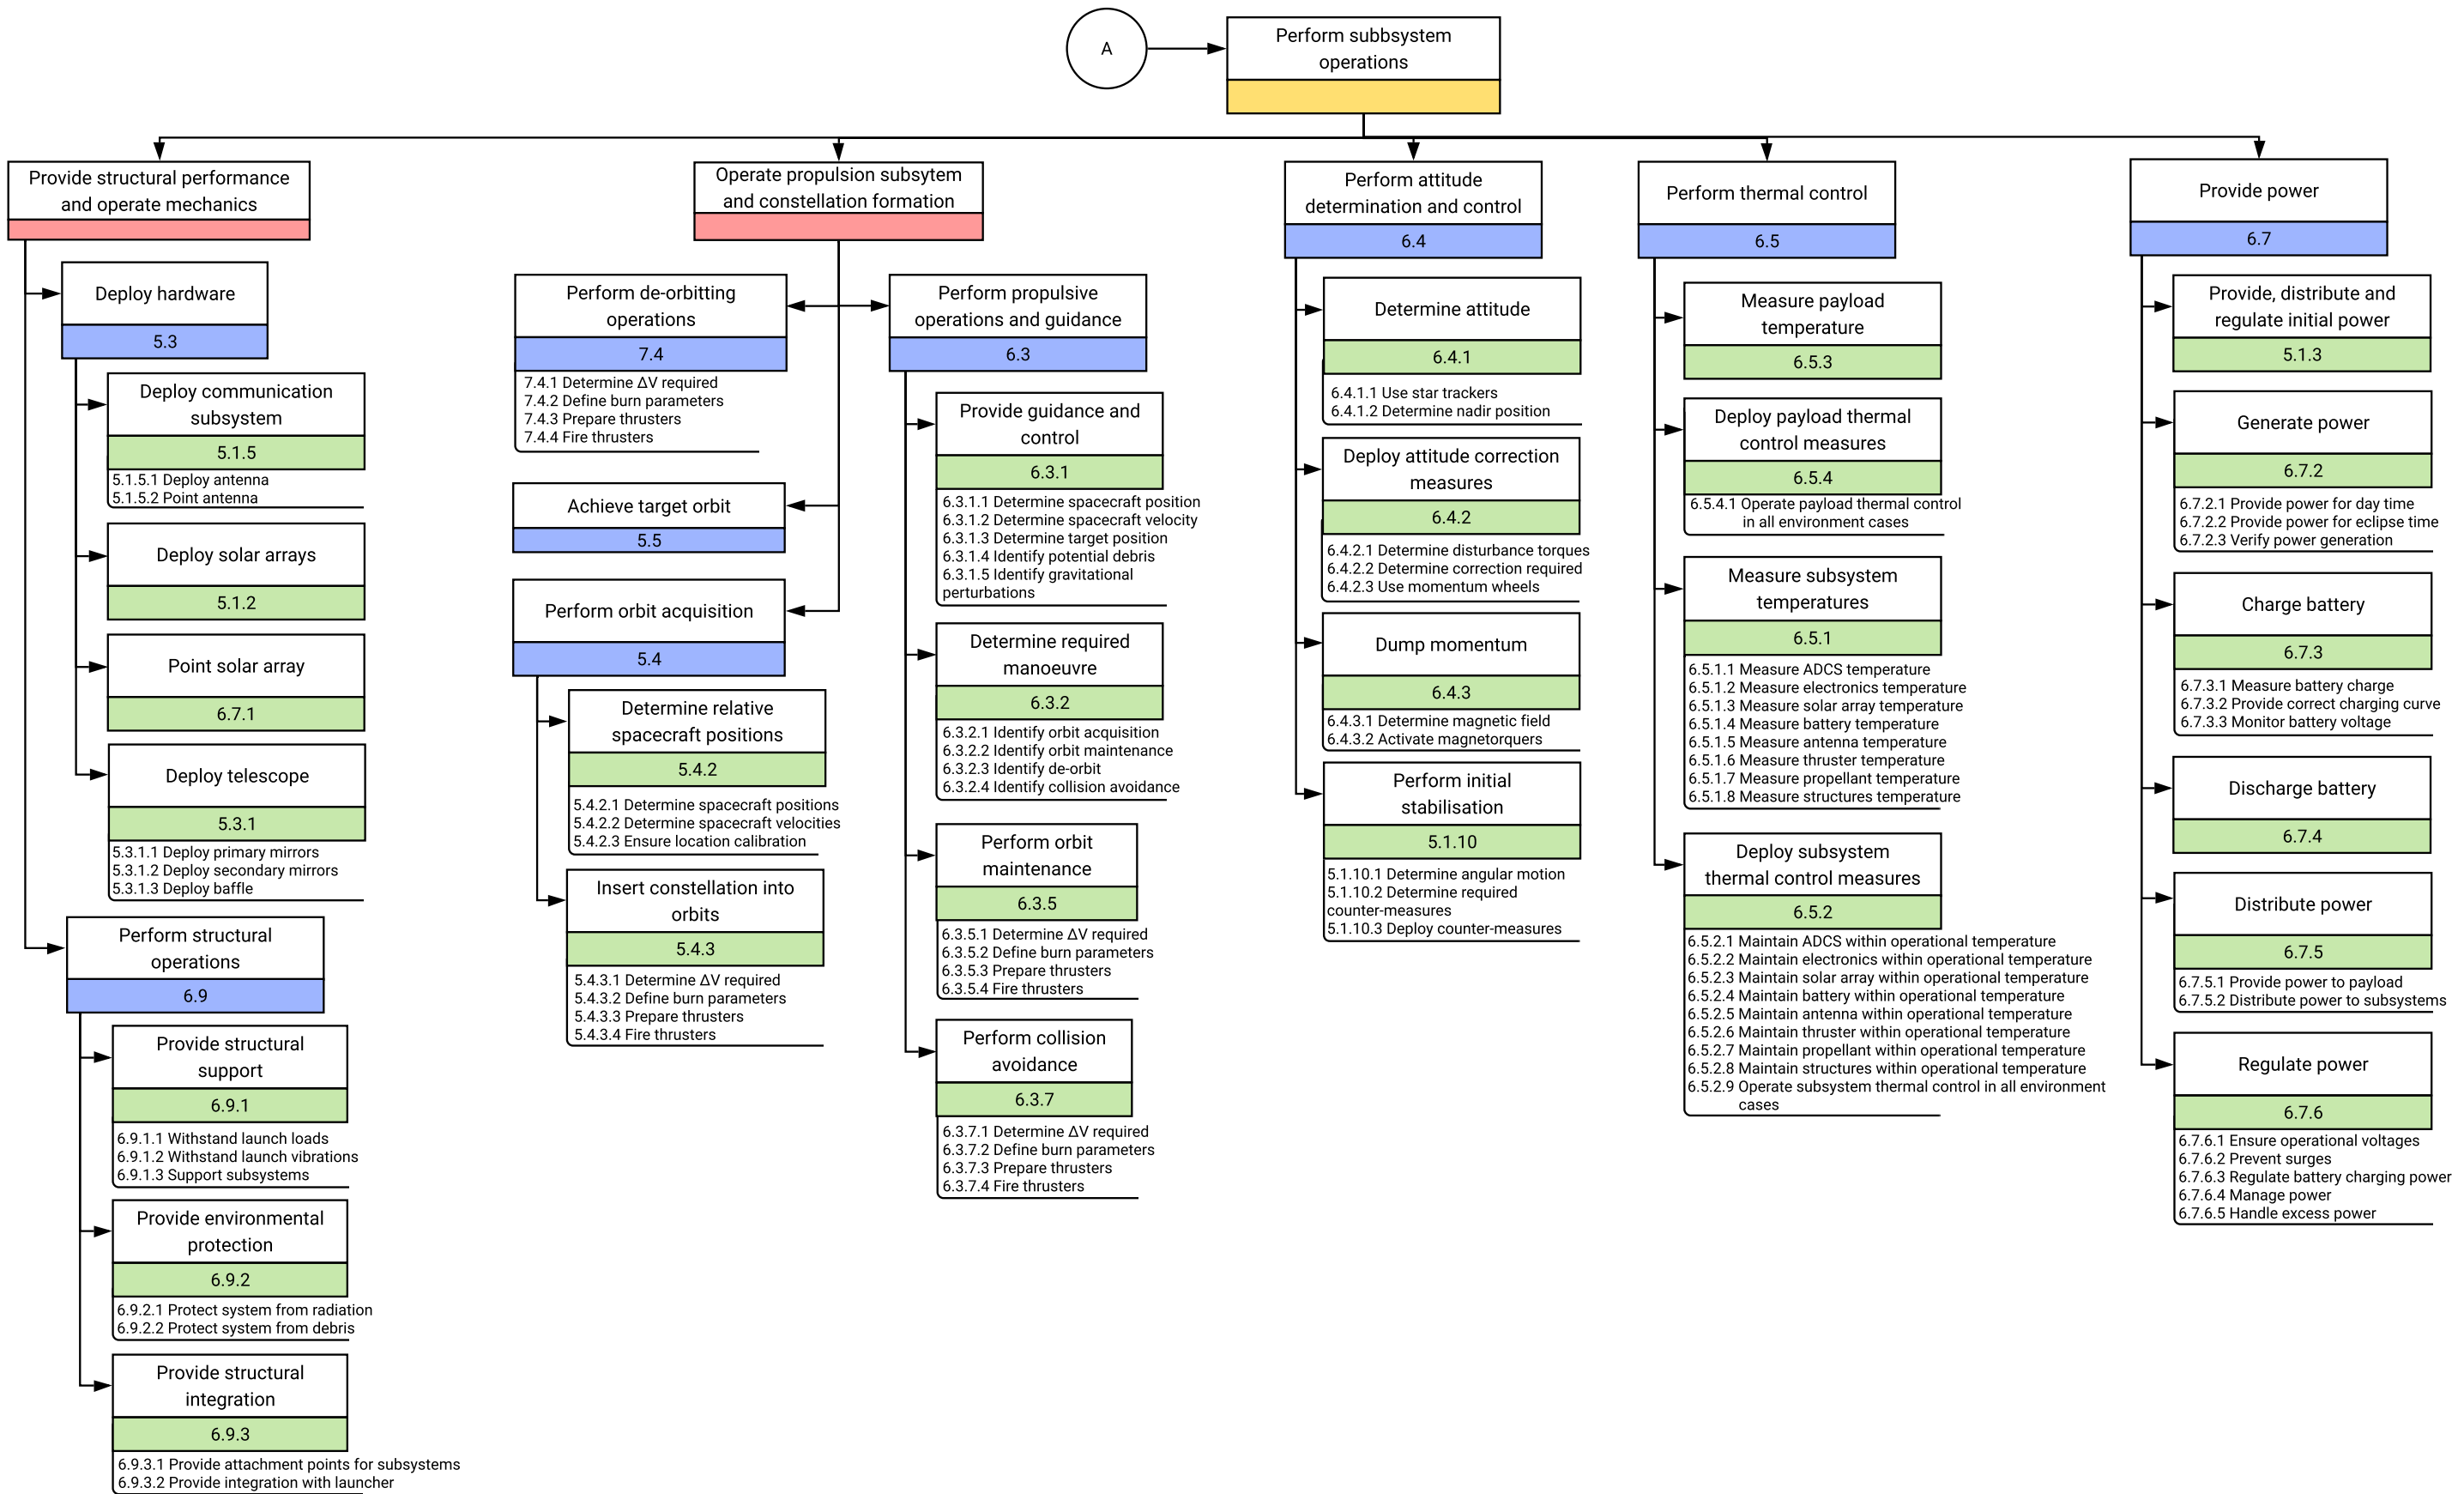 A
Perform subbsystem
operations
Provide structural performance
and operate mechanics
Deploy hardware
5.3
Deploy communication
subsystem
5.1.5
5.1.5.1 Deploy antenna
5.1.5.2 Point antenna
Deploy solar arrays
5.1.2
Point solar array
6.7.1
Deploy telescope
5.3.1
5.3.1.1 Deploy primary mirrors
5.3.1.2 Deploy secondary mirrors
5.3.1.3 Deploy baffle
Perform structural
operations
6.9
Provide structural
support
6.9.1
6.9.1.1 Withstand launch loads
6.9.1.2 Withstand launch vibrations
6.9.1.3 Support subsystems
Provide environmental
protection
6.9.2
6.9.2.1 Protect system from radiation
6.9.2.2 Protect system from debris
Provide structural
integration
6.9.3
6.9.3.1 Provide attachment points for subsystems
6.9.3.2 Provide integration with launcher
Operate propulsion subsytem
and constellation formation
Perform de-orbitting
operations
7.4
7.4.1 Determine ΔV required
7.4.2 Define burn parameters
7.4.3 Prepare thrusters
7.4.4 Fire thrusters
Achieve target orbit
5.5
Perform orbit acquisition
5.4
Determine relative
spacecraft positions
5.4.2
5.4.2.1 Determine spacecraft positions
5.4.2.2 Determine spacecraft velocities
5.4.2.3 Ensure location calibration
Insert constellation into
orbits
5.4.3
5.4.3.1 Determine ΔV required
5.4.3.2 Define burn parameters
5.4.3.3 Prepare thrusters
5.4.3.4 Fire thrusters
Perform propulsive
operations and guidance
6.3
Provide guidance and
control
6.3.1
6.3.1.1 Determine spacecraft position
6.3.1.2 Determine spacecraft velocity
6.3.1.3 Determine target position
6.3.1.4 Identify potential debris
6.3.1.5 Identify gravitational
perturbations
Determine required
manoeuvre
6.3.2
6.3.2.1 Identify orbit acquisition
6.3.2.2 Identify orbit maintenance
6.3.2.3 Identify de-orbit
6.3.2.4 Identify collision avoidance
Perform orbit
maintenance
6.3.5
6.3.5.1 Determine ΔV required
6.3.5.2 Define burn parameters
6.3.5.3 Prepare thrusters
6.3.5.4 Fire thrusters
Perform collision
avoidance
6.3.7
6.3.7.1 Determine ΔV required
6.3.7.2 Define burn parameters
6.3.7.3 Prepare thrusters
6.3.7.4 Fire thrusters
Perform attitude
determination and control
6.4
Determine attitude
6.4.1
6.4.1.1 Use star trackers
6.4.1.2 Determine nadir position
Deploy attitude correction
measures
6.4.2
6.4.2.1 Determine disturbance torques
6.4.2.2 Determine correction required
6.4.2.3 Use momentum wheels
Dump momentum
6.4.3
6.4.3.1 Determine magnetic field
6.4.3.2 Activate magnetorquers
Perform initial
stabilisation
5.1.10
5.1.10.1 Determine angular motion
5.1.10.2 Determine required
counter-measures
5.1.10.3 Deploy counter-measures
Perform thermal control
6.5
Measure payload
temperature
6.5.3
Deploy payload thermal
control measures
6.5.4
6.5.4.1 Operate payload thermal control
in all environment cases
Measure subsystem
temperatures
6.5.1
6.5.1.1 Measure ADCS temperature
6.5.1.2 Measure electronics temperature
6.5.1.3 Measure solar array temperature
6.5.1.4 Measure battery temperature
6.5.1.5 Measure antenna temperature
6.5.1.6 Measure thruster temperature
6.5.1.7 Measure propellant temperature
6.5.1.8 Measure structures temperature
Deploy subsystem
thermal control measures
6.5.2
6.5.2.1 Maintain ADCS within operational temperature
6.5.2.2 Maintain electronics within operational temperature
6.5.2.3 Maintain solar array within operational temperature
6.5.2.4 Maintain battery within operational temperature
6.5.2.5 Maintain antenna within operational temperature
6.5.2.6 Maintain thruster within operational temperature
6.5.2.7 Maintain propellant within operational temperature
6.5.2.8 Maintain structures within operational temperature
6.5.2.9 Operate subsystem thermal control in all environment
cases
Provide power
6.7
Provide, distribute and
regulate initial power
5.1.3
Generate power
6.7.2
6.7.2.1 Provide power for day time
6.7.2.2 Provide power for eclipse time
6.7.2.3 Verify power generation
Charge battery
6.7.3
6.7.3.1 Measure battery charge
6.7.3.2 Provide correct charging curve
6.7.3.3 Monitor battery voltage
Discharge battery
6.7.4
Distribute power
6.7.5
6.7.5.1 Provide power to payload
6.7.5.2 Distribute power to subsystems
Regulate power
6.7.6
6.7.6.1 Ensure operational voltages
6.7.6.2 Prevent surges
6.7.6.3 Regulate battery charging power
6.7.6.4 Manage power
6.7.6.5 Handle excess power